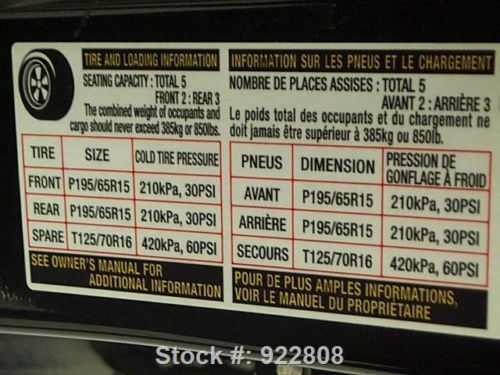 TIRE AND LOADING INFORMATION
SEATING CAPACITY : TOTAL 5
FRONT 2 : REAR 3
The combined weight of occupants and
cargo should never exceed 385kg or 850lbs.
TIRE SIZE COLD TIRE PRESSURE
FRONT P195/65R15 210kPa, 30PSI
REAR P195/65R15 210kPa, 30PSI
SPARE T125/70R16 420kPa, 60PSI
SEE OWNER'S MANUAL FOR
ADDITIONAL INFORMATION
INFORMATION SUR LES PNEUS ET LE CHARGEMENT
NOMBRE DE PLACES ASSISES : TOTAL 5
AVANT 2 : ARRIÈRE 3
Le poids total des occupants et du chargement ne
doit jamais être supérieur à 385kg ou 850lb.
PNEUS DIMENSION PRESSION DE
GONFLAGE À FROID
AVANT P195/65R15 210kPa, 30PSI
ARRIÈRE P195/65R15 210kPa, 30PSI
SECOURS T125/70R16 420kPa, 60PSI
POUR DE PLUS AMPLES INFORMATIONS,
VOIR LE MANUEL DU PROPRIÉTAIRE
Stock #: 922808